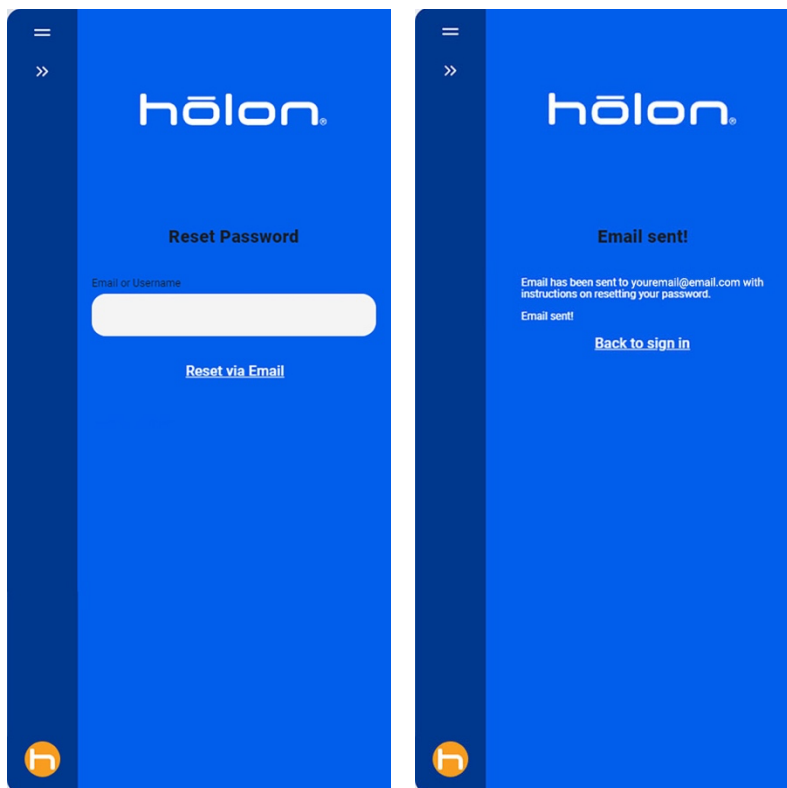 hōlon®
Reset Password
Email or Username
Reset via Email
hōlon®
Email sent!
Email has been sent to youremail@email.com with
instructions on resetting your password.
Email sent!
Back to sign in
h
h